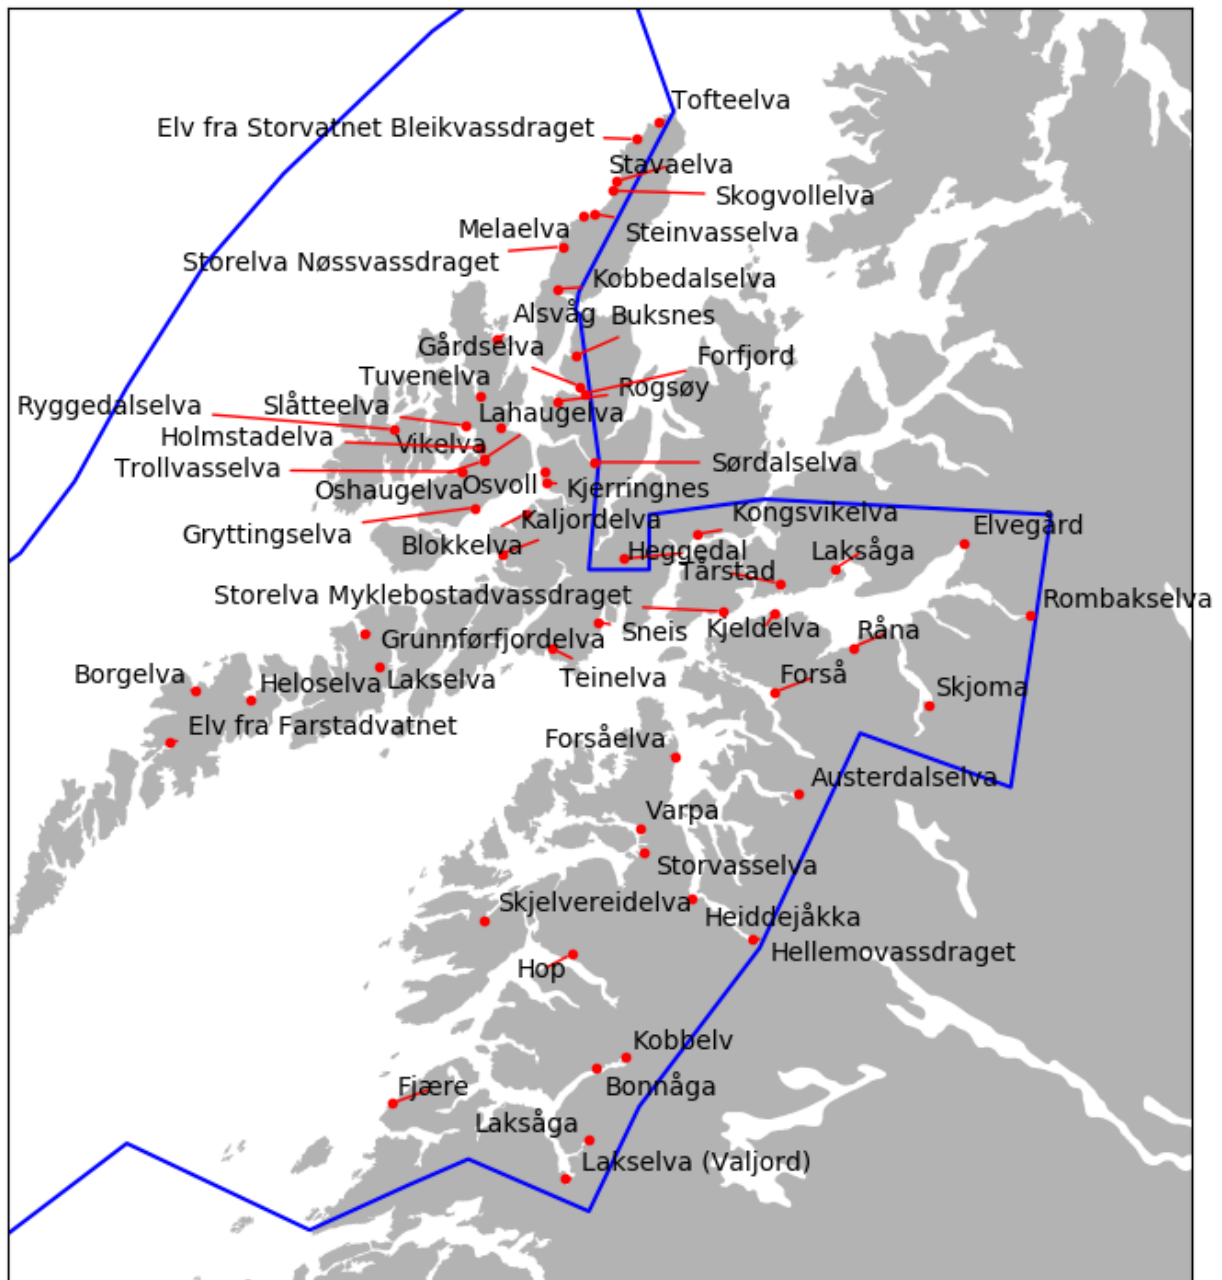 Tofteelva
Elv fra Storvatnet Bleikvassdraget
Stavaelva
Skogvollelva
Melaelva
Steinvasselva
Storelva Nøssvassdraget
Kobbedalselva
Alsvåg
Buksnes
Gårdselva
Forfjord
Tuvenelva
Rogsøy
Ryggedalselva
Slåtteelva
Lahaugelva
Holmstadelva
Vikelva
Trollvasselva
Sørdalselva
Oshaugelva
Osvoll
Kjerringnes
Gryttingselva
Kaljordelva
Kongsvikelva
Elvegård
Blokkelva
Heggedal
Laksåga
Tårstad
Storelva Myklebostadvassdraget
Rombakselva
Grunnførfjordelva
Sneis
Kjeldelva
Råna
Borgelva
Heloselva
Lakselva
Teinelva
Forså
Skjoma
Elv fra Farstadvatnet
Forsåelva
Austerdalselva
Varpa
Storvasselva
Skjelvereidelva
Heiddejåkka
Hellemovassdraget
Hop
Kobbelv
Fjære
Bonnåga
Laksåga
Lakselva (Valjord)